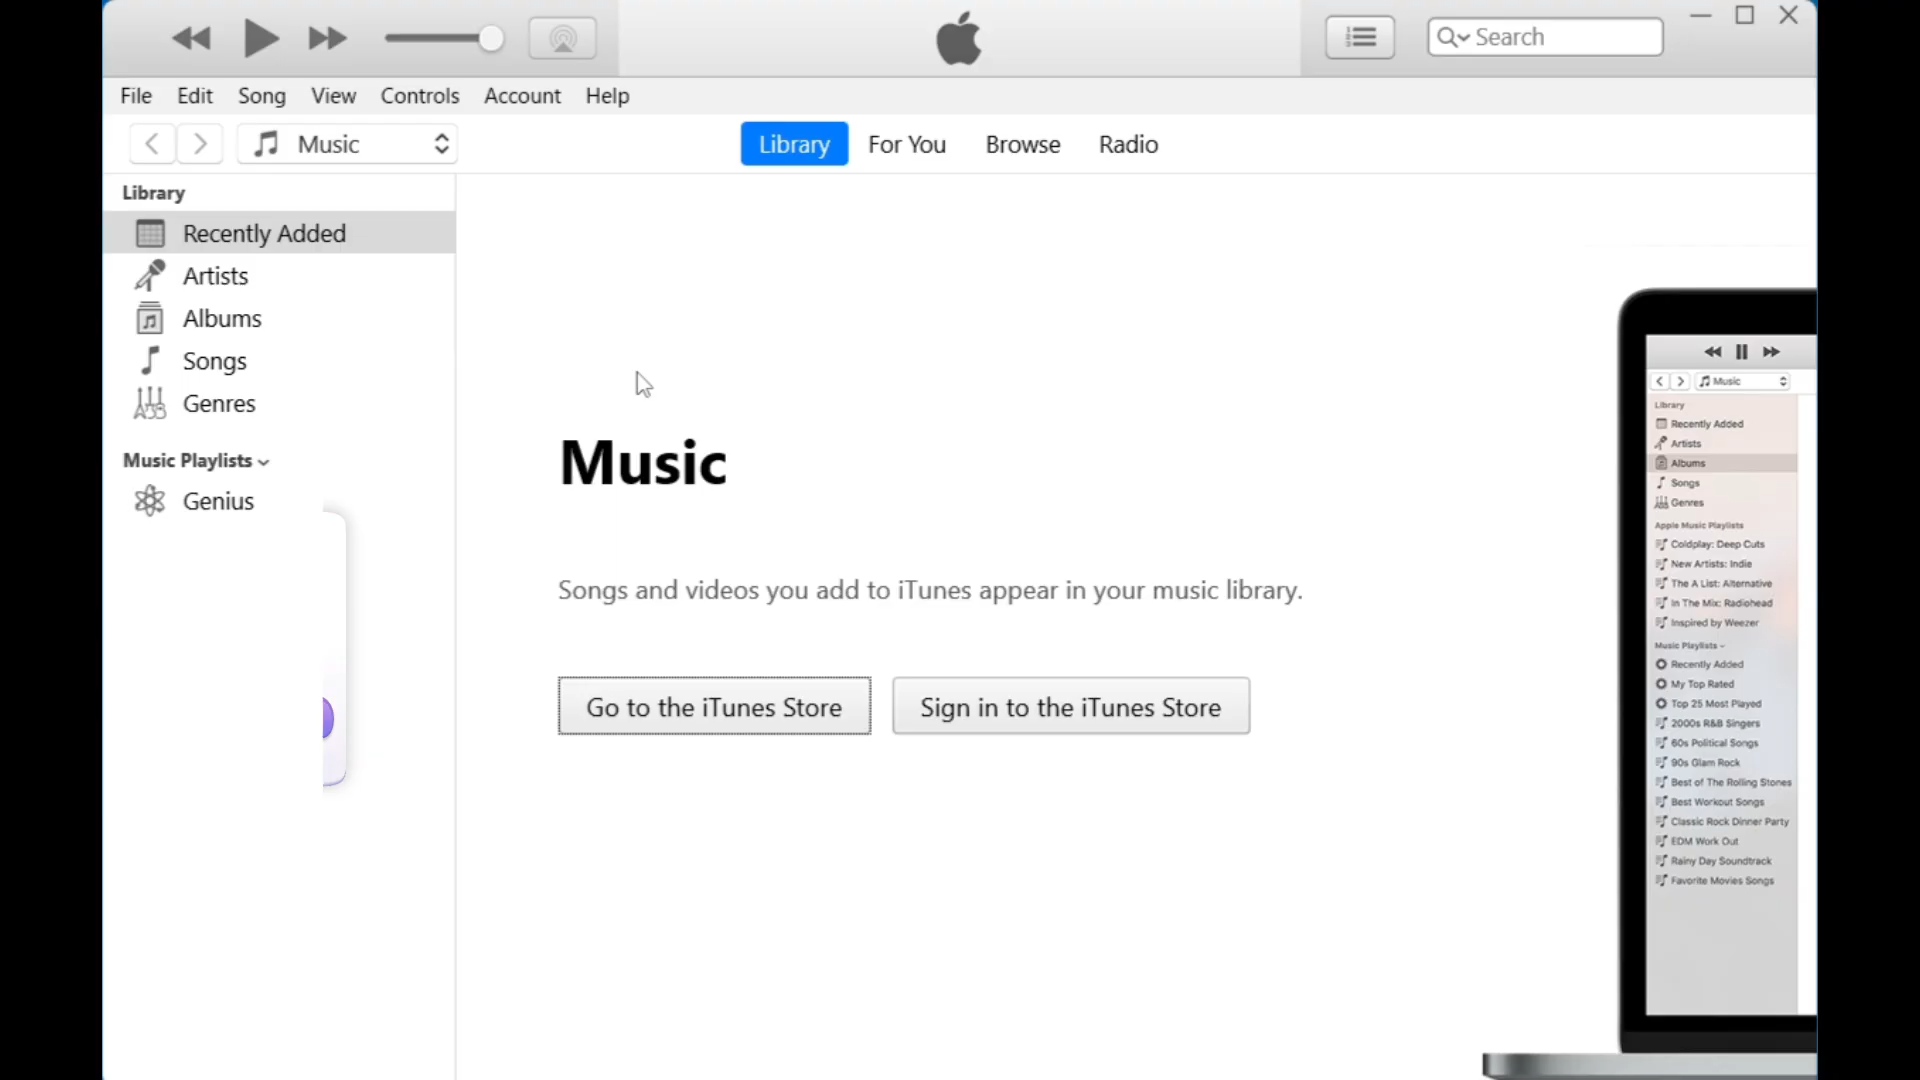 Search
File Edit Song View Controls Account Help
Music
Library For You Browse Radio
Library
Recently Added
Artists
Albums
Songs
Genres
Music Playlists
Genius
Music
Songs and videos you add to iTunes appear in your music library.
Go to the iTunes Store
Sign in to the iTunes Store
Music
Library
Recently Added
Artists
Albums
Songs
Genres
Apple Music Playlists
Coldplay: Deep Cuts
New Artists: Indie
The A List: Alternative
In The Mix: Radiohead
Inspired by Weezer
Music Playlists
Recently Added
My Top Rated
Top 25 Most Played
2000s R&B Singers
60s Political Songs
90s Glam Rock
Best of The Rolling Stones
Best Workout Songs
Classic Rock Dinner Party
EDM Work Out
Rainy Day Soundtrack
Favorite Movies Songs